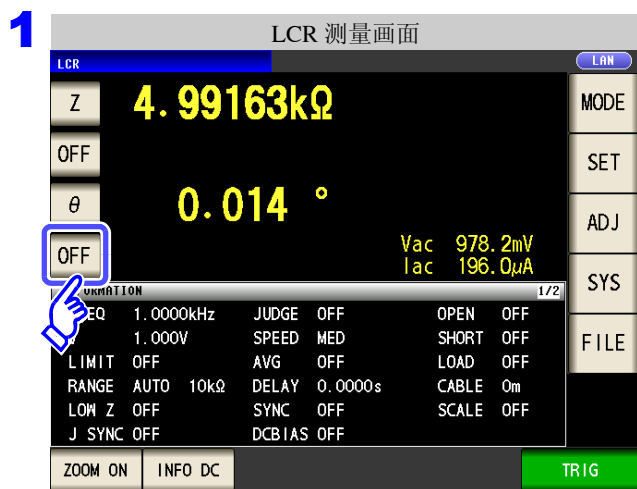 1
LCR 测量画面
LCR
LAN
Z
4.99163kΩ
MODE
OFF
SET
θ
0.014 °
ADJ
OFF
Vac 978.2mV
Iac 196.0μA
SYS
ORMATION
1/2
EQ 1.0000kHz JUDGE OFF OPEN OFF
1.000V SPEED MED SHORT OFF
FILE
LIMIT OFF AVG OFF LOAD OFF
RANGE AUTO 10kΩ DELAY 0.0000s CABLE 0m
LOW Z OFF SYNC OFF SCALE OFF
J SYNC OFF DCBIAS OFF
ZOOM ON
INFO DC
TRIG